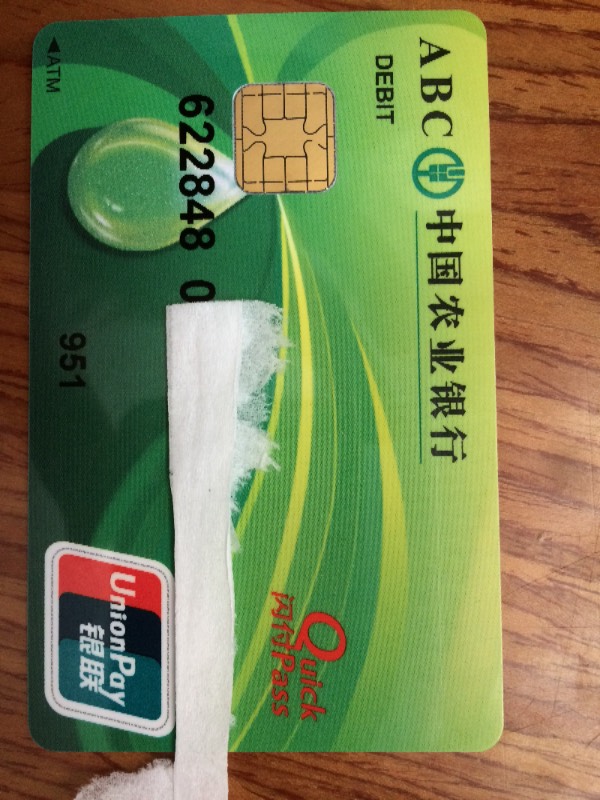 ABC 中国农业银行
DEBIT
622848 0
951
◀ATM
Quick
闪付Pass
UnionPay
银联